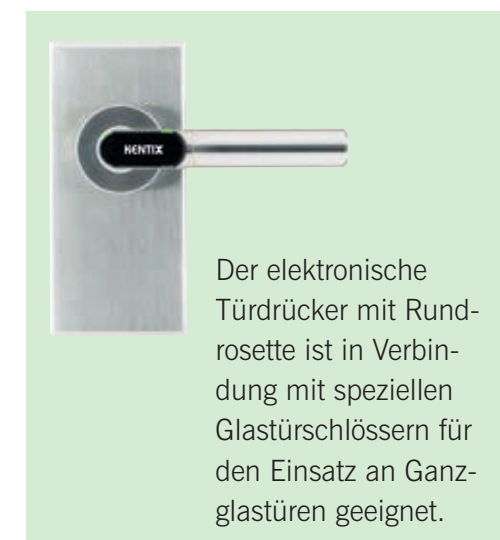 KENTIX
Der elektronische
Türdrücker mit Rund-
rosette ist in Verbin-
dung mit speziellen
Glastürschlössern für
den Einsatz an Ganz-
glastüren geeignet.